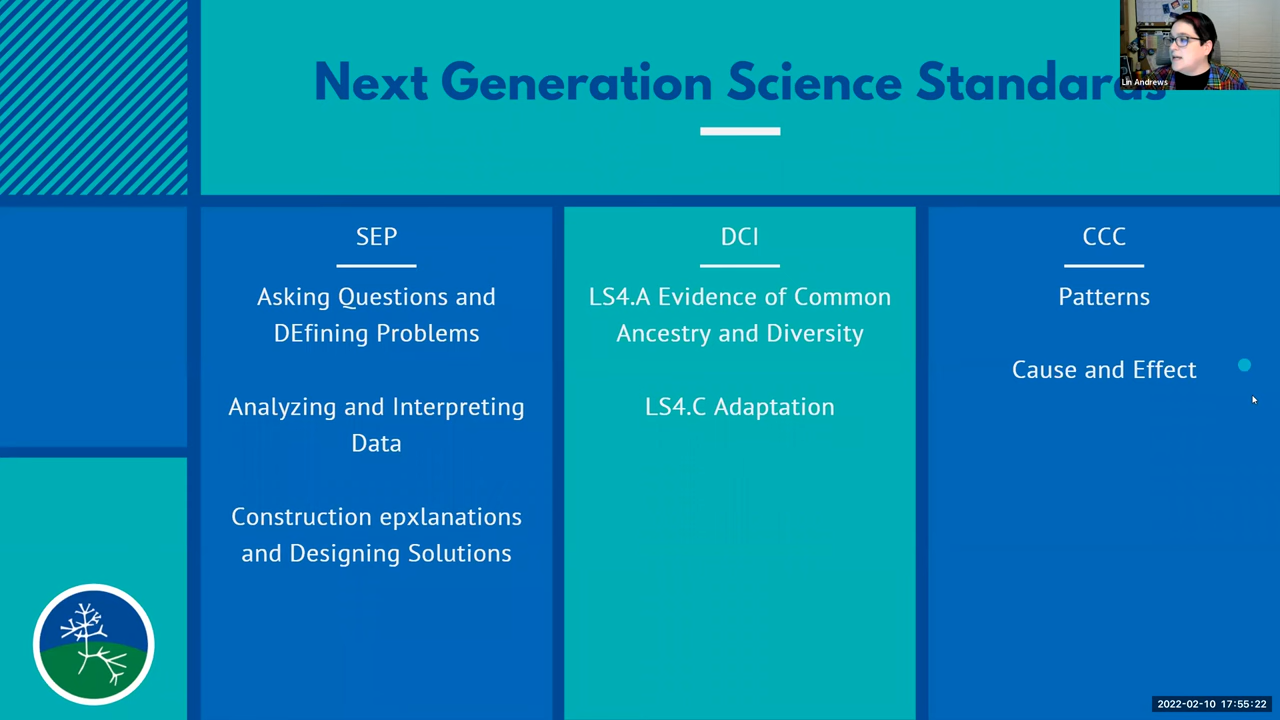 Next Generation Science Standards
Lin Andrews
SEP
Asking Questions and
DEfining Problems
Analyzing and Interpreting
Data
Construction epxlanations
and Designing Solutions
DCI
LS4.A Evidence of Common
Ancestry and Diversity
LS4.C Adaptation
CCC
Patterns
Cause and Effect
2022-02-10 17:55:22